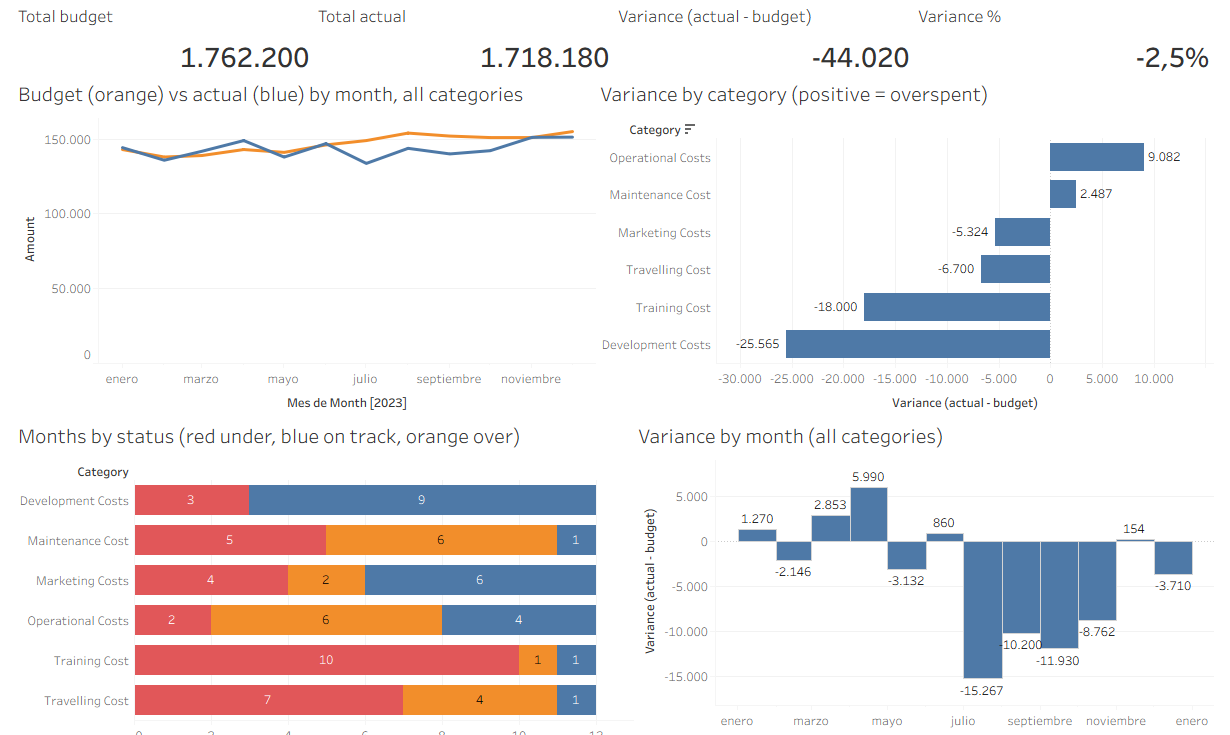 Total budget
Total actual
Variance (actual - budget)
Variance %
1.762.200
1.718.180
-44.020
-2,5%
Budget (orange) vs actual (blue) by month, all categories
150.000
100.000
50.000
0
Amount
enero
marzo
mayo
julio
septiembre
noviembre
Mes de Month [2023]
Variance by category (positive = overspent)
Category
Operational Costs
9.082
Maintenance Cost
2.487
Marketing Costs
-5.324
Travelling Cost
-6.700
Training Cost
-18.000
Development Costs
-25.565
-30.000
-25.000
-20.000
-15.000
-10.000
-5.000
0
5.000
10.000
Variance (actual - budget)
Months by status (red under, blue on track, orange over)
Category
Development Costs
3
9
Maintenance Cost
5
6
1
Marketing Costs
4
2
6
Operational Costs
2
6
4
Training Cost
10
1
1
Travelling Cost
7
4
1
Variance by month (all categories)
5.000
0
-5.000
-10.000
-15.000
Variance (actual - budget)
1.270
-2.146
2.853
5.990
-3.132
860
-15.267
-10.200
-11.930
-8.762
154
-3.710
enero
marzo
mayo
julio
septiembre
noviembre
enero